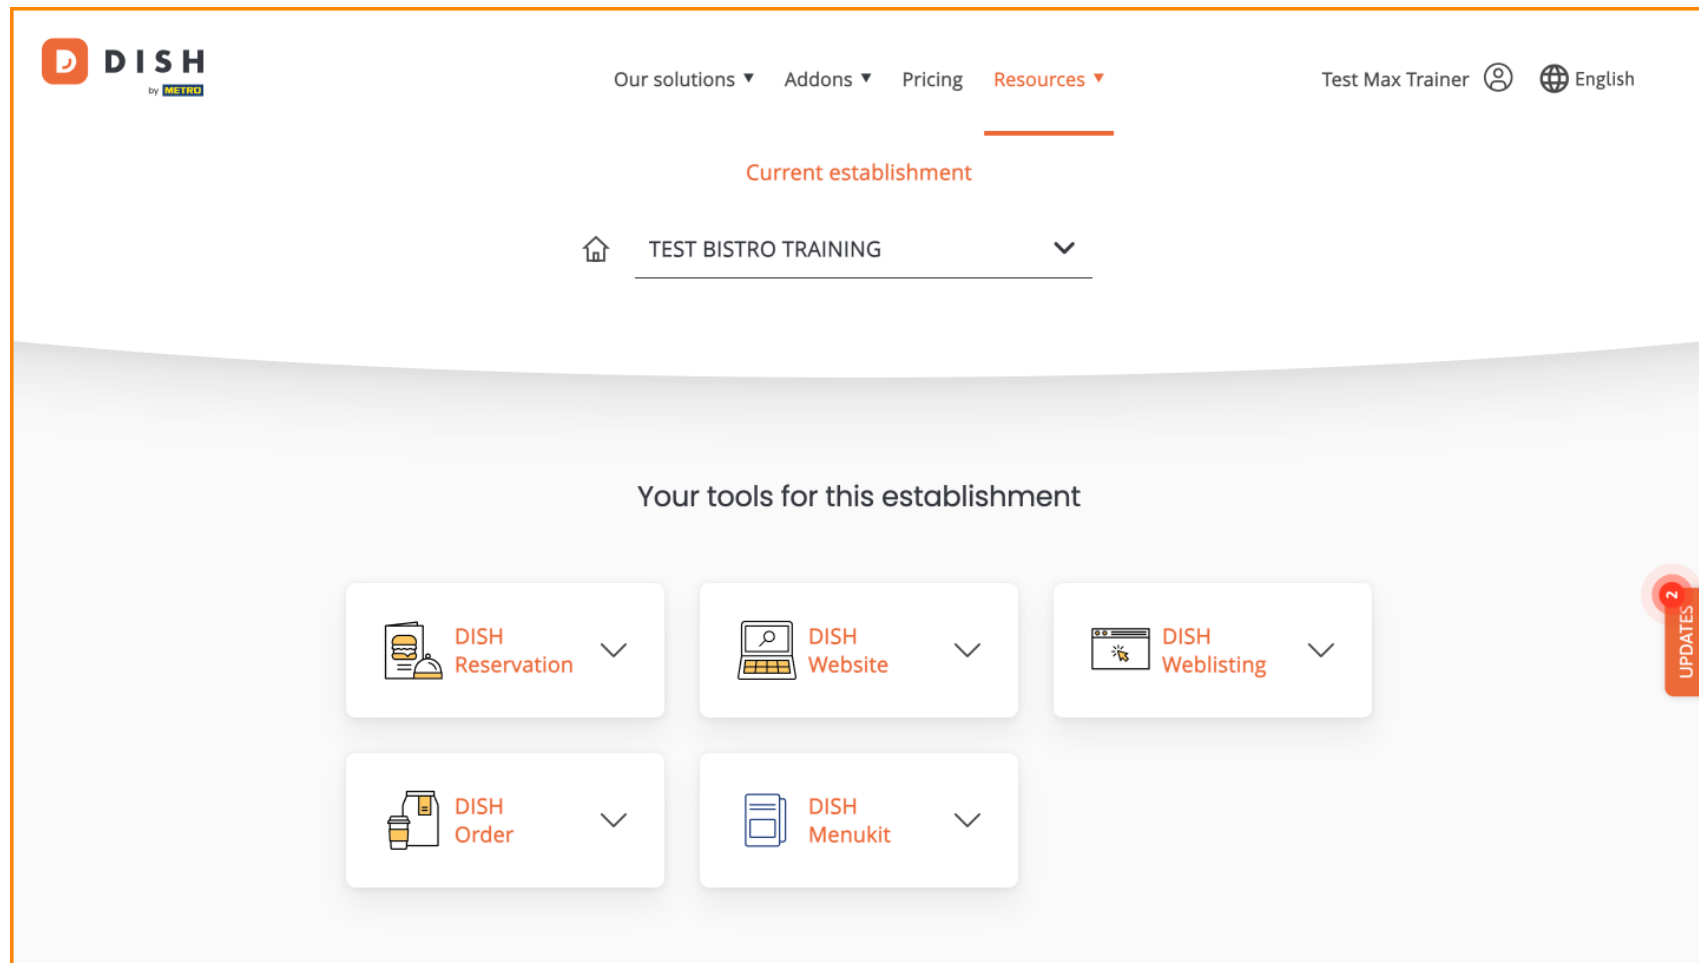 DISH
by METRO
Our solutions ▼ Addons ▼ Pricing Resources ▼
Test Max Trainer English
Current establishment
TEST BISTRO TRAINING
Your tools for this establishment
DISH
Reservation
DISH
Website
DISH
Weblisting
2
UPDATES
DISH
Order
DISH
Menukit